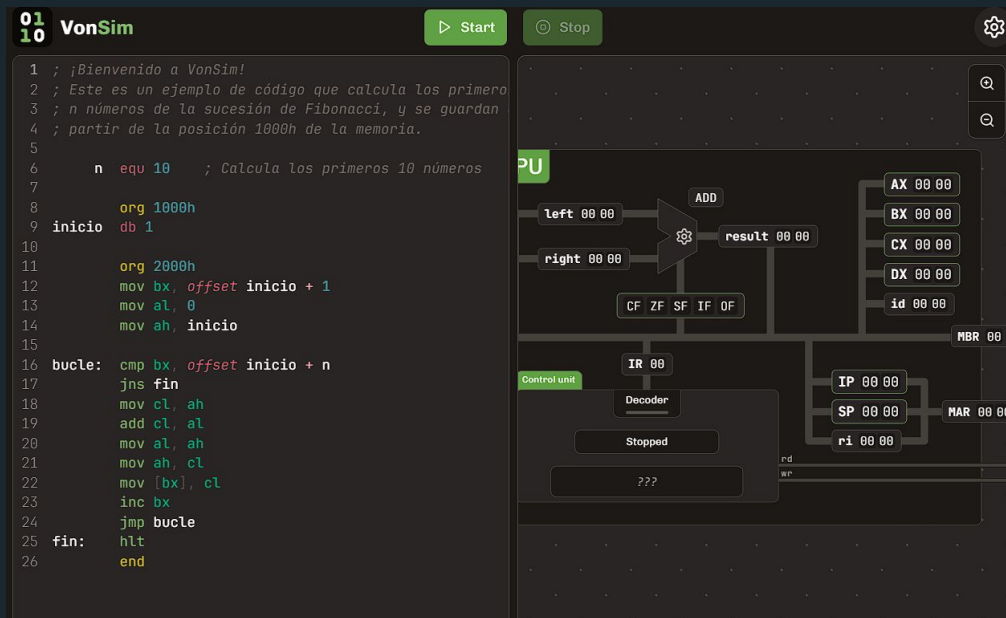 01
10
VonSim
Start
Stop
1 ; ¡Bienvenido a VonSim!
2 ; Este es un ejemplo de código que calcula los primero
3 ; n números de la sucesión de Fibonacci, y se guardan
4 ; partir de la posición 1000h de la memoria.
5
6 n equ 10 ; Calcula los primeros 10 números
7
8 org 1000h
9 inicio db 1
10
11 org 2000h
12 mov bx, offset inicio + 1
13 mov al, 0
14 mov ah, inicio
15
16 bucle: cmp bx, offset inicio + n
17 jns fin
18 mov cl, ah
19 add cl, al
20 mov al, ah
21 mov ah, cl
22 mov [bx], cl
23 inc bx
24 jmp bucle
25 fin: hlt
26 end
PU
left 00 00
right 00 00
ADD
result 00 00
CF ZF SF IF OF
AX 00 00
BX 00 00
CX 00 00
DX 00 00
id 00 00
MBR 00
IR 00
Control unit
Decoder
Stopped
???
IP 00 00
SP 00 00
ri 00 00
MAR 00 00
rd
wr